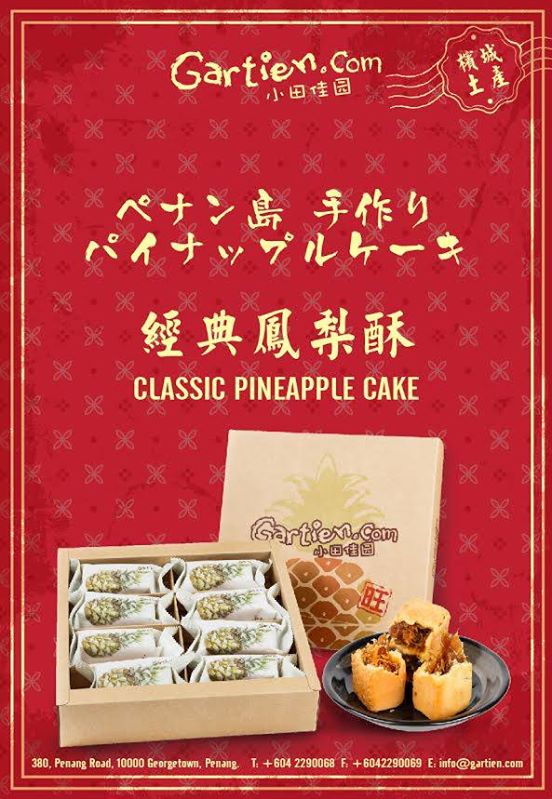 Gartien.com
小田佳园
檳城
土産
ペナン島 手作り
パイナップルケーキ
經典鳳梨酥
CLASSIC PINEAPPLE CAKE
Gartien.com
小田佳园
旺
380, Penang Road, 10000 Georgetown, Penang. T: +604 2290068 F: +6042290069 E: info@gartien.com